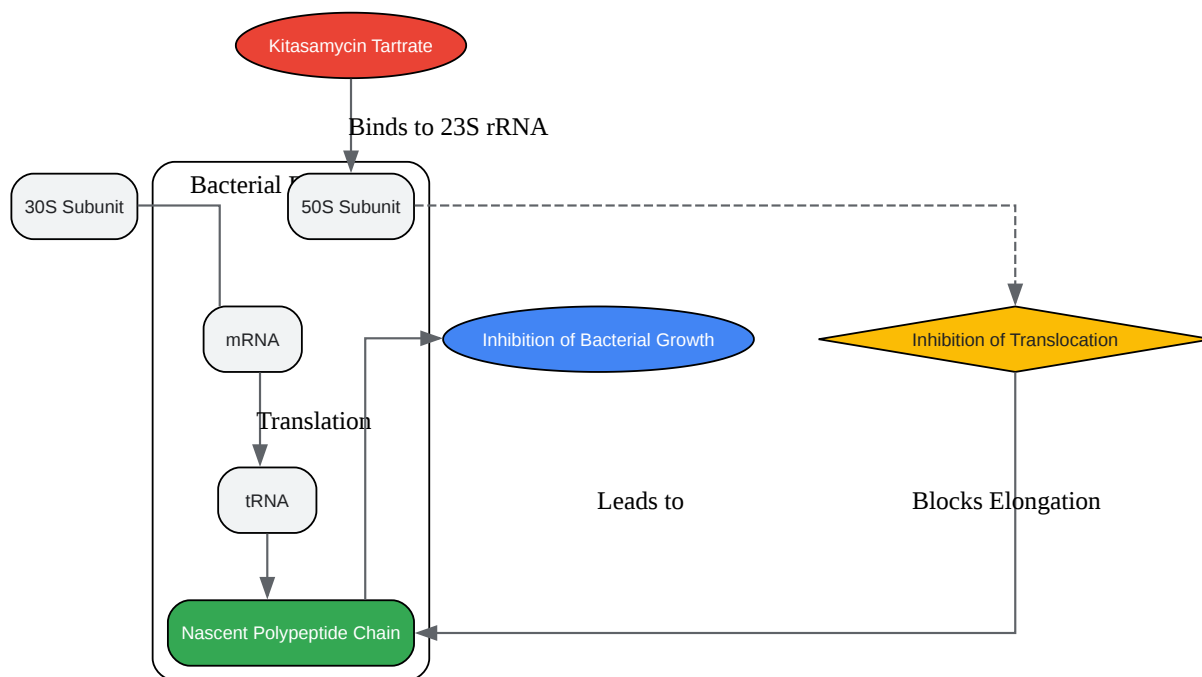 Kitasamycin Tartrate
Binds to 23S rRNA
Bacterial
30S Subunit
50S Subunit
mRNA
Inhibition of Bacterial Growth
Inhibition of Translocation
Translation
tRNA
Leads to
Blocks Elongation
Nascent Polypeptide Chain